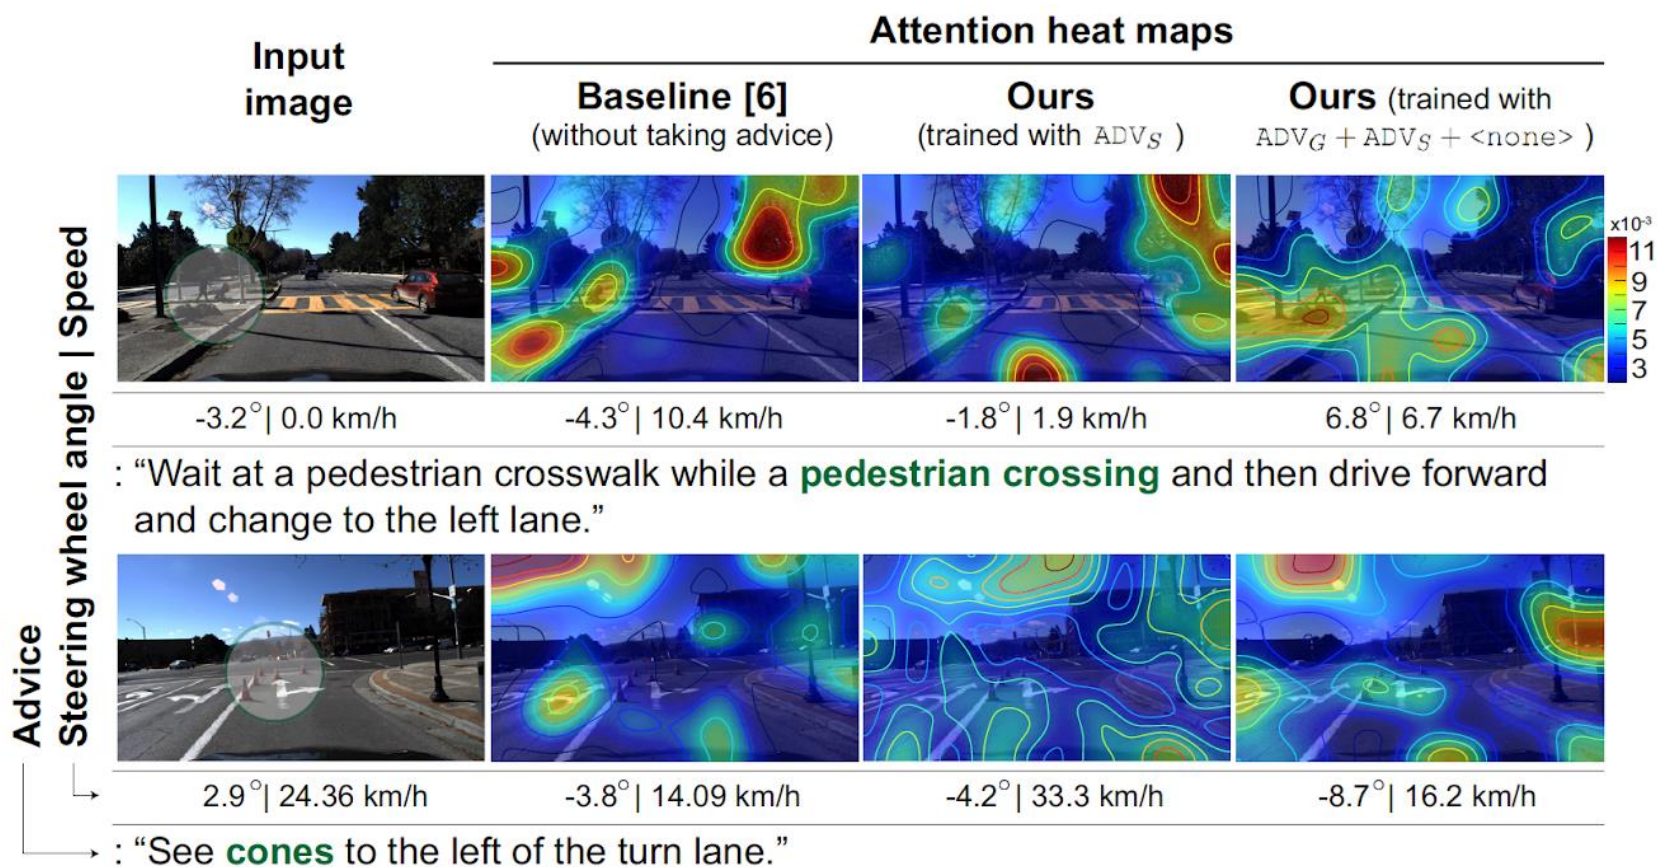 Attention heat maps
Input
image
Baseline [6]
(without taking advice)
Ours
(trained with ADV_S )
Ours (trained with
ADV_G + ADV_S + <none> )
x10⁻³
11
9
9
7
5
3
Advice
Steering wheel angle | Speed
-3.2°| 0.0 km/h
-4.3°| 10.4 km/h
-1.8°| 1.9 km/h
6.8°| 6.7 km/h
: “Wait at a pedestrian crosswalk while a pedestrian crossing and then drive forward
and change to the left lane.”
2.9°| 24.36 km/h
-3.8°| 14.09 km/h
-4.2°| 33.3 km/h
-8.7°| 16.2 km/h
: “See cones to the left of the turn lane.”